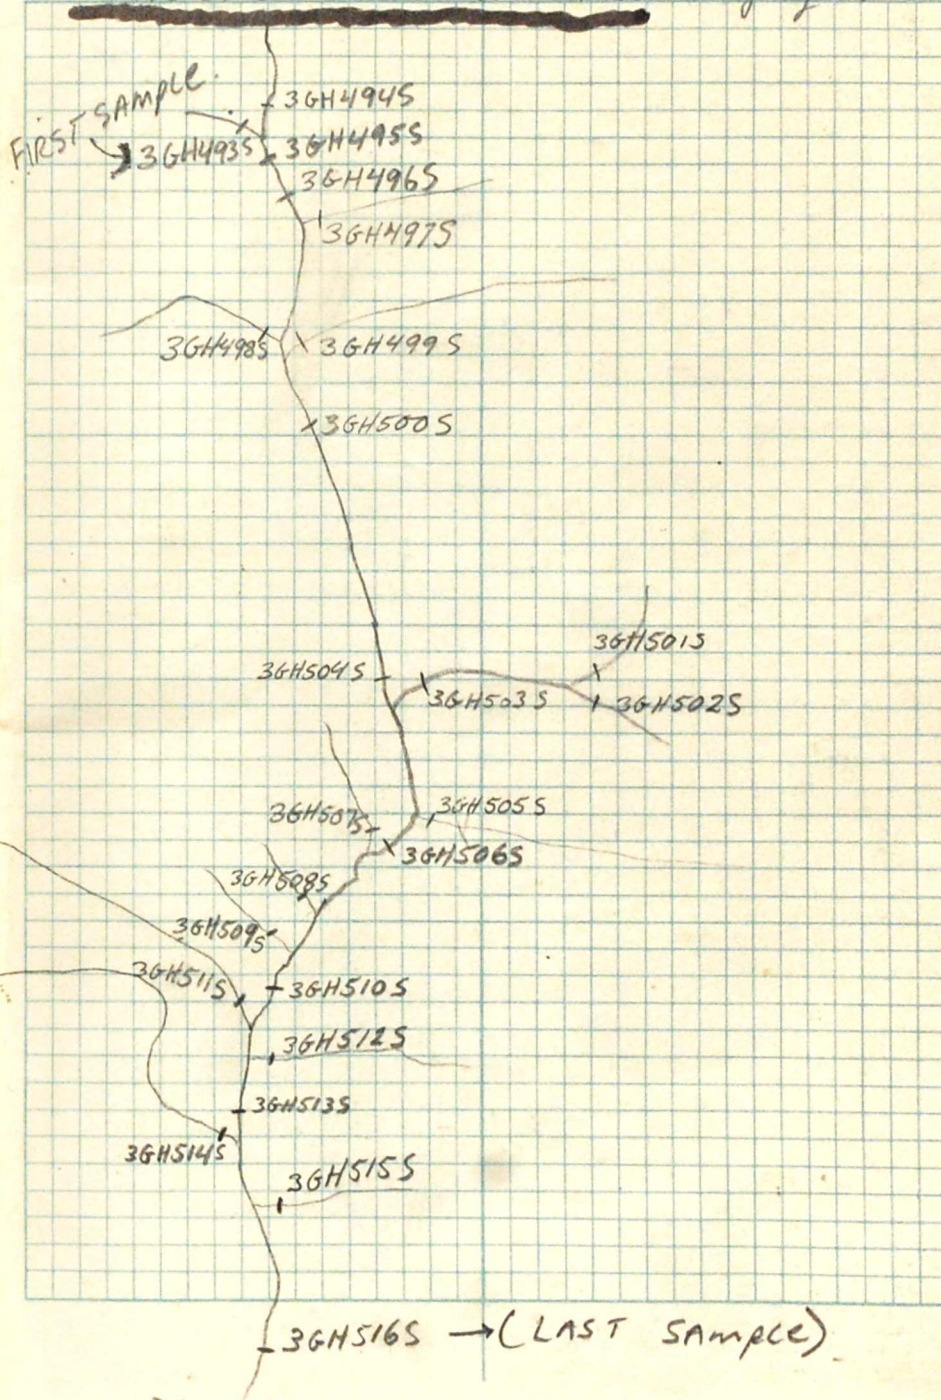 FIRST SAMPLE.
3GH494S
3GH493S
3GH495S
3GH496S
3GH497S
3GH498S
3GH499S
3GH500S
3GH501S
3GH504S
3GH503S
3GH502S
3GH505S
3GH507S
3GH506S
3GH508S
3GH509S
3GH511S
3GH510S
3GH512S
3GH513S
3GH514S
3GH515S
3GH516S → (LAST SAMPLE)